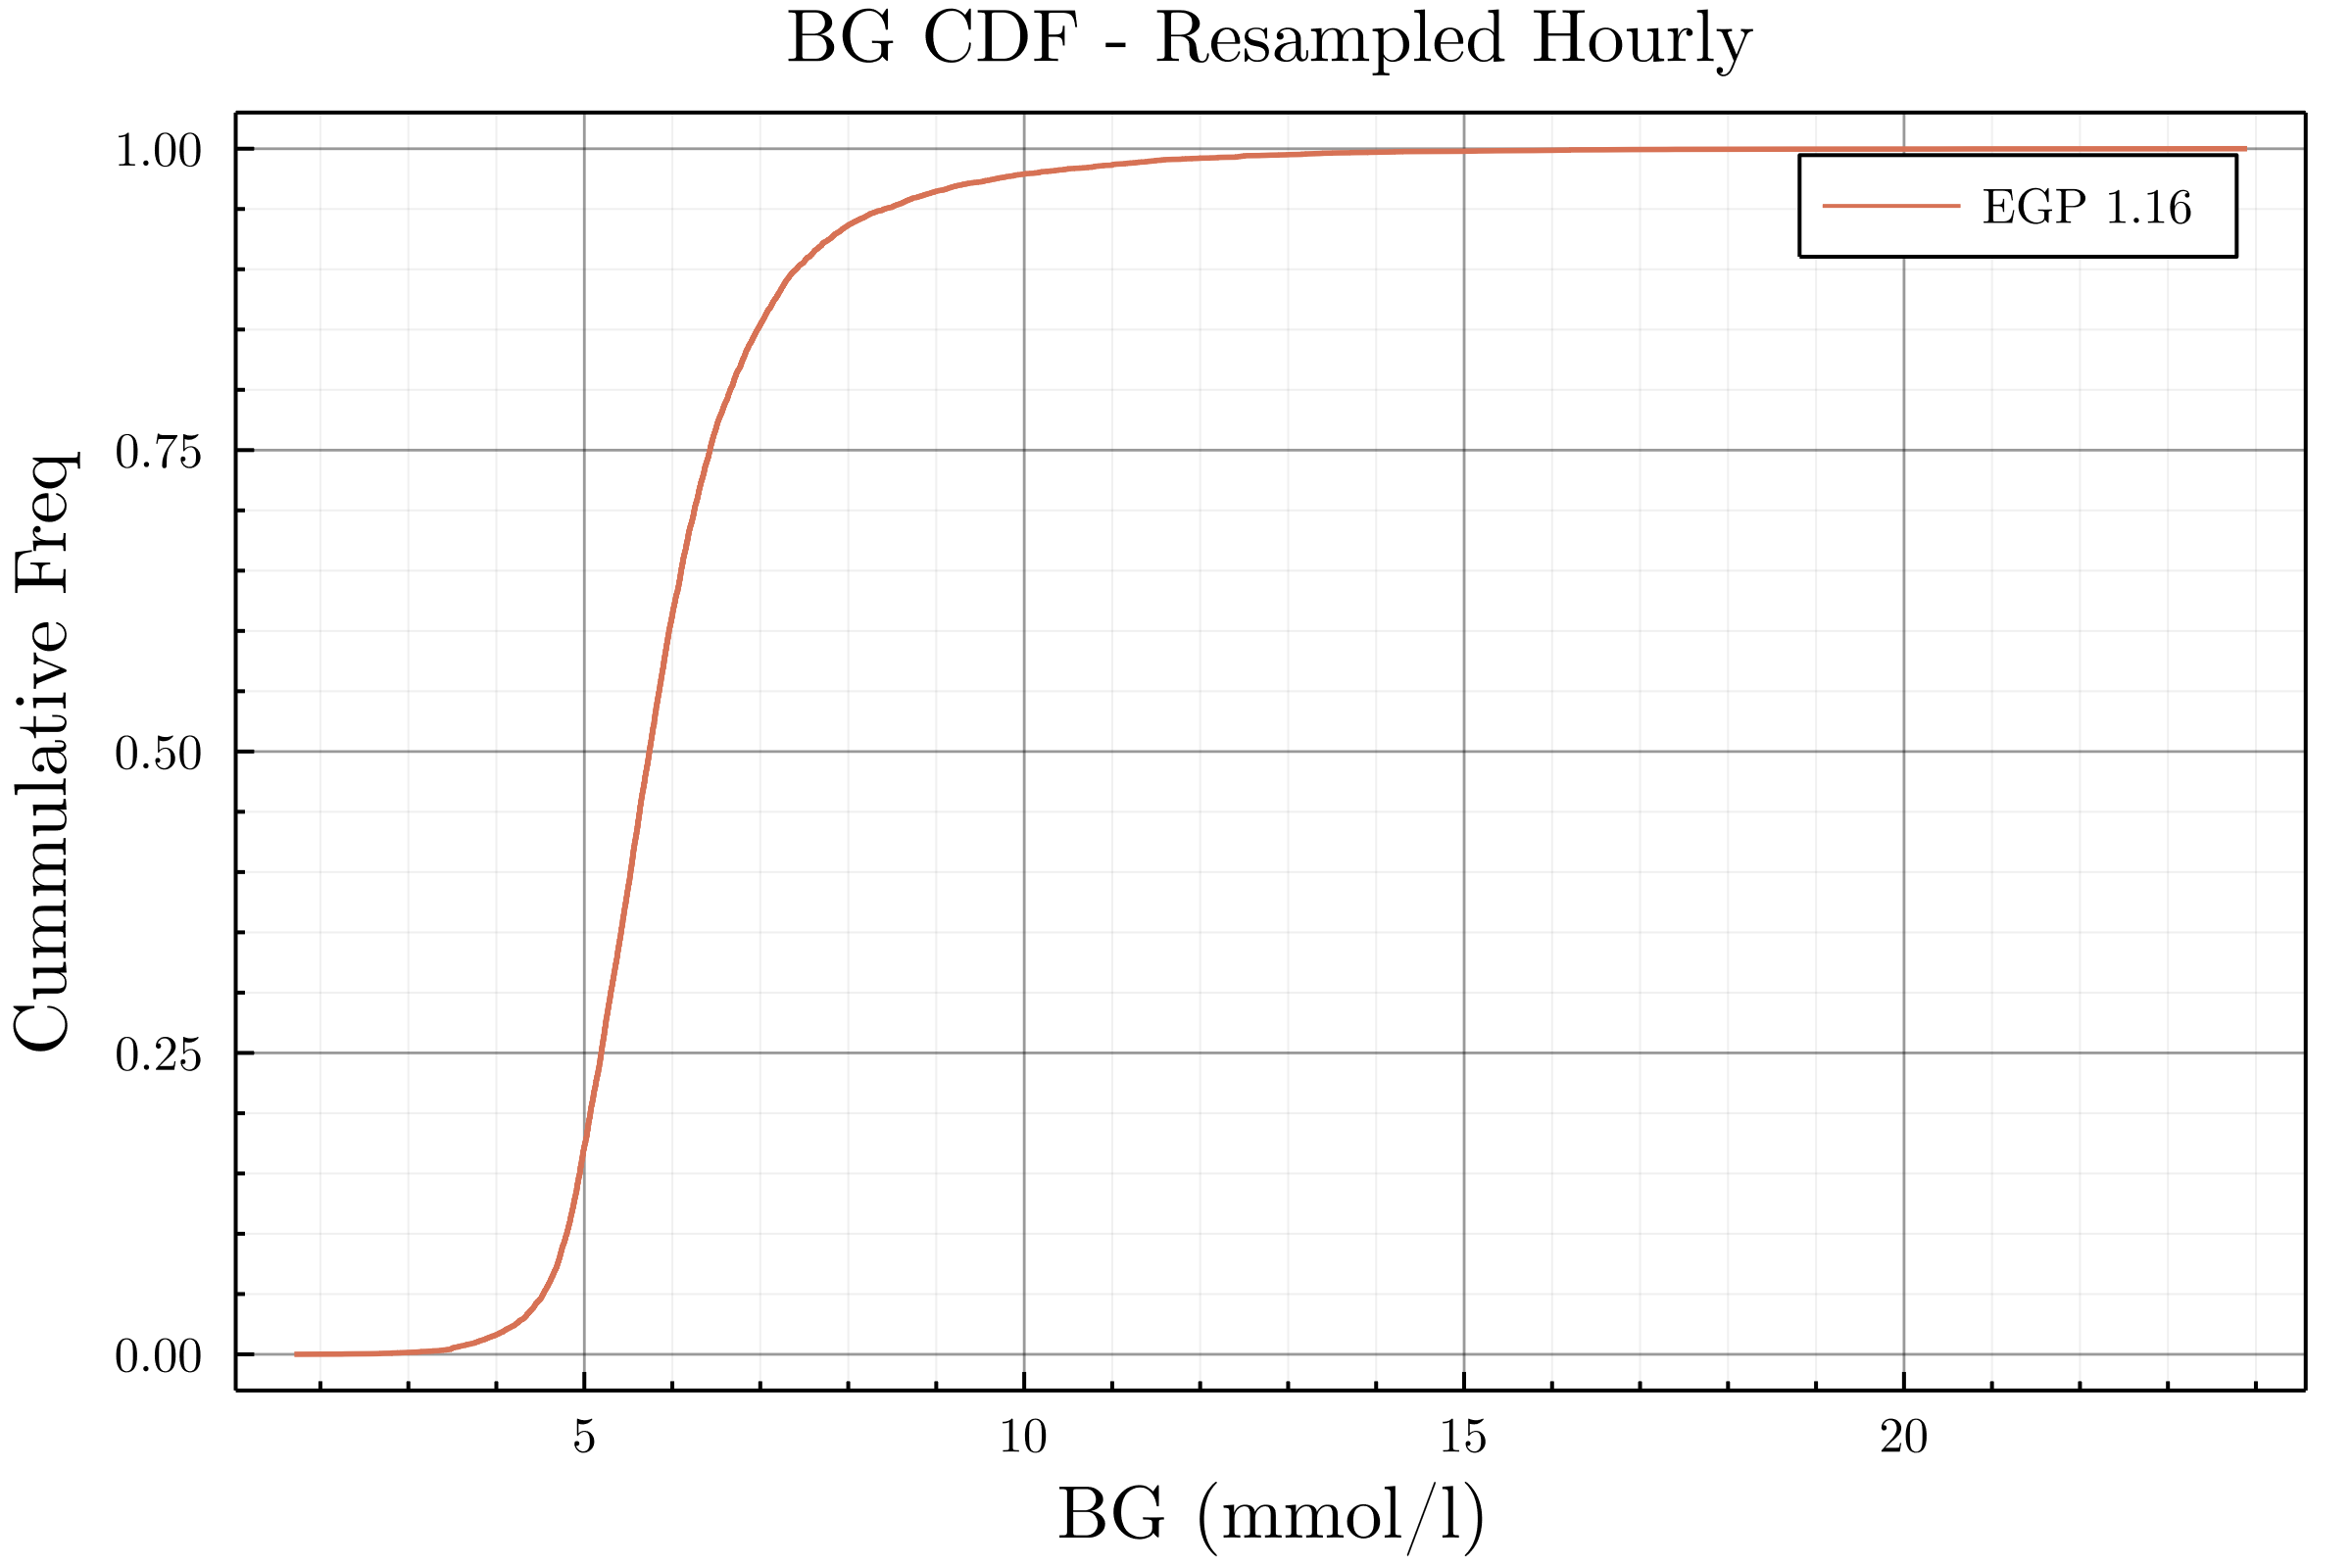 BG CDF - Resampled Hourly
EGP 1.16
Cummulative Freq
1.00
0.75
0.50
0.25
0.00
5 10 15 20
BG (mmol/l)